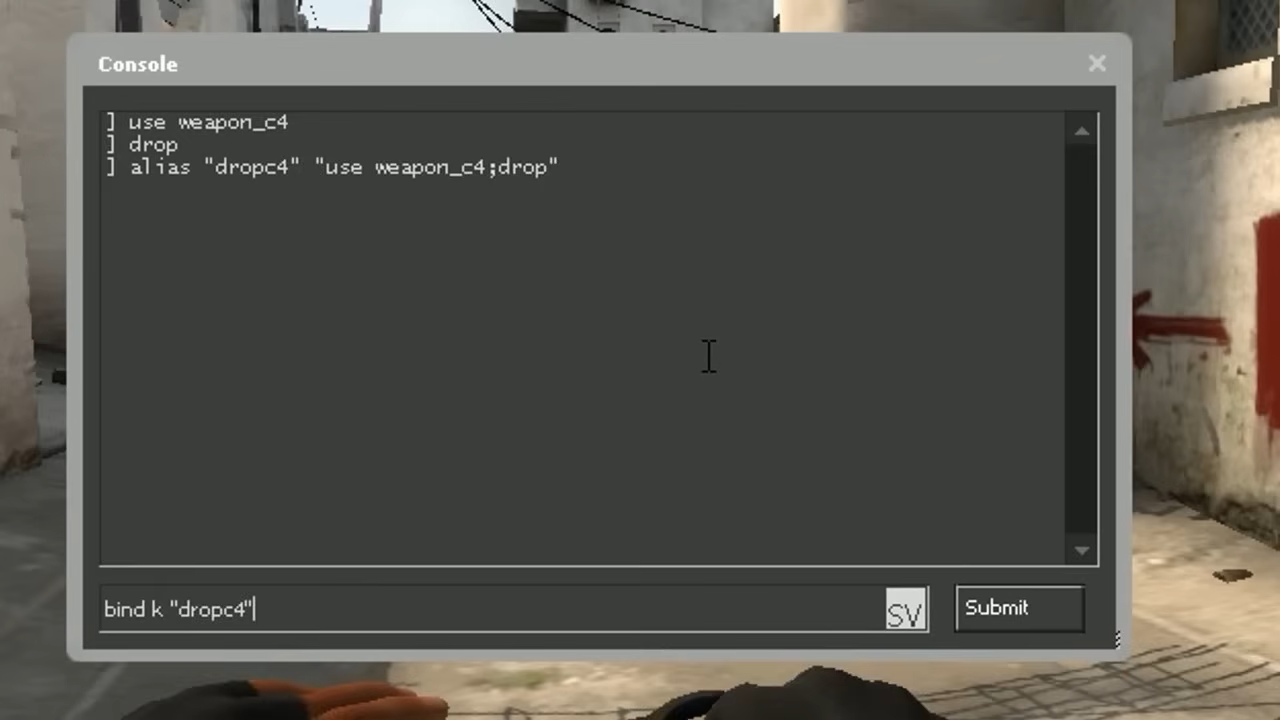 Console
] use weapon_c4
] drop
] alias "dropc4" "use weapon_c4;drop"
bind k "dropc4"
SV
Submit